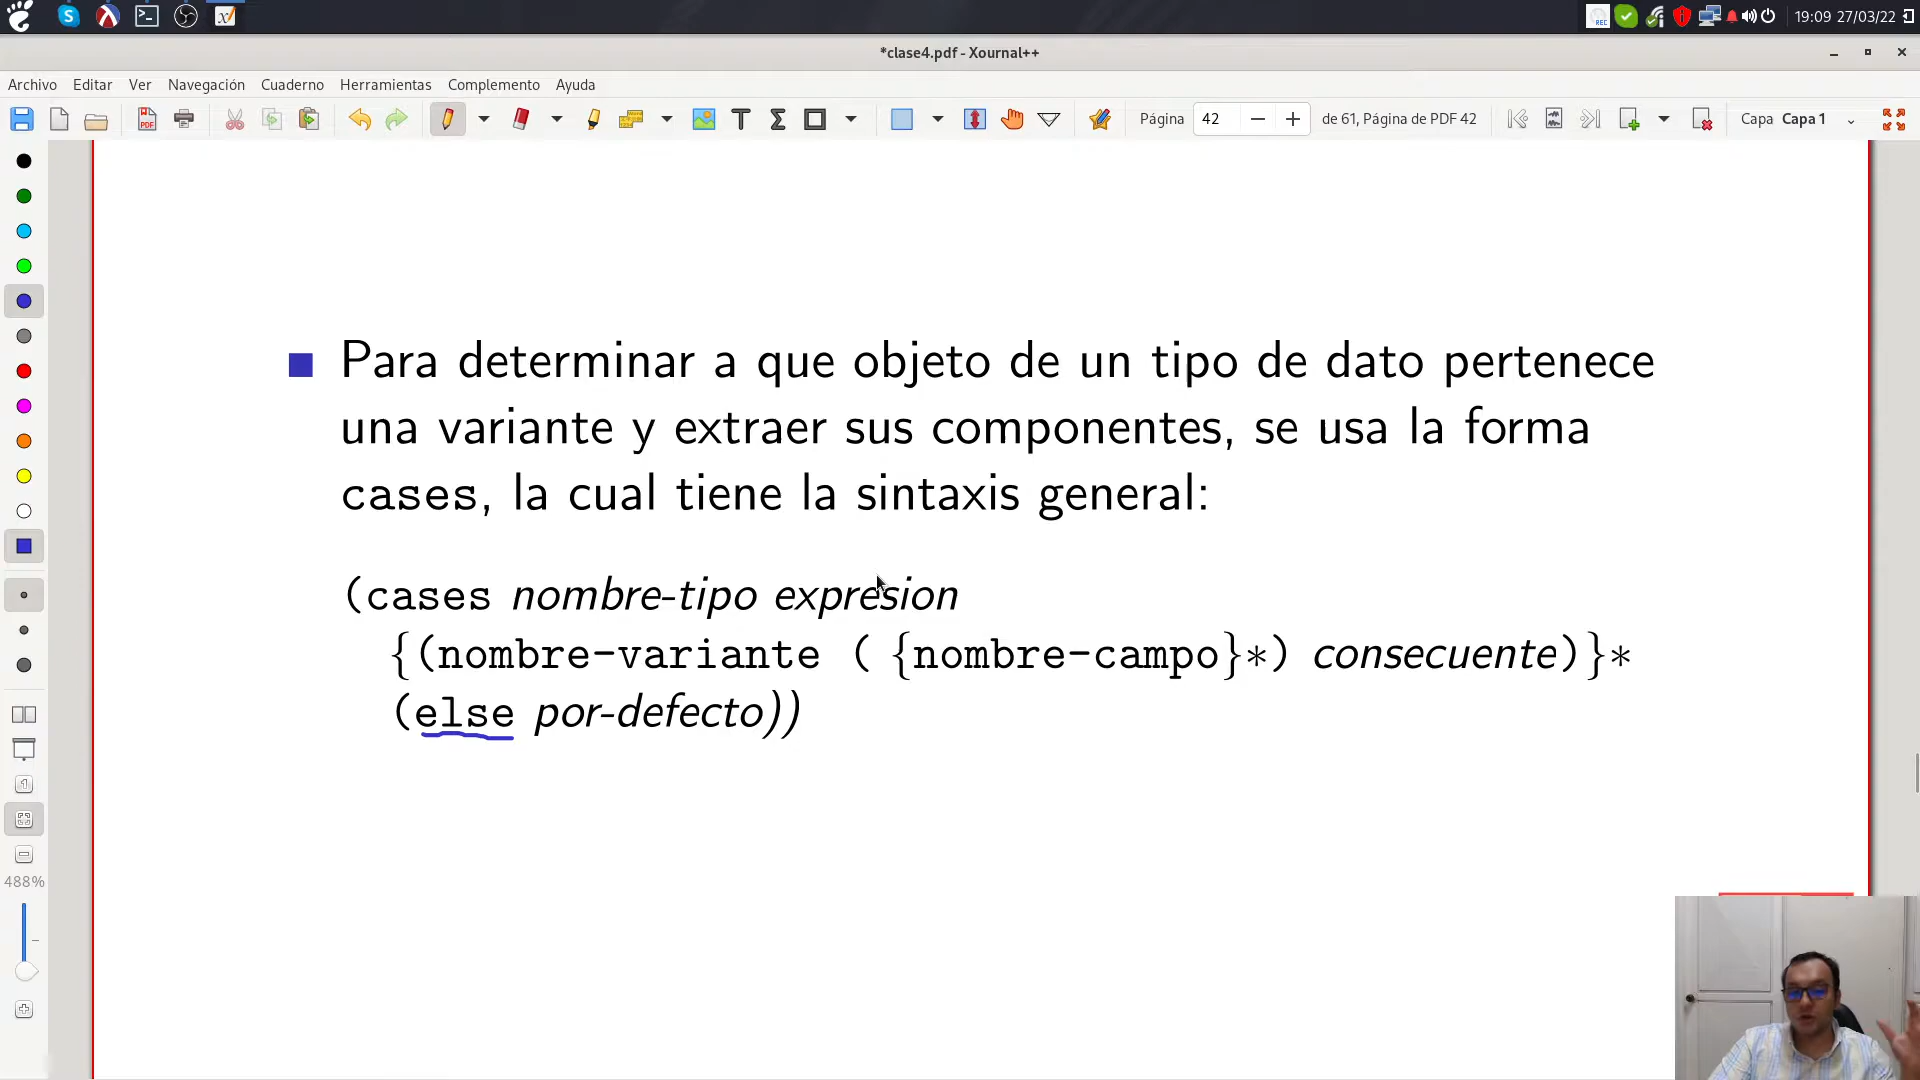 19:09 27/03/22
*clase4.pdf - Xournal++
Archivo Editar Ver Navegación Cuaderno Herramientas Complemento Ayuda
Página 42 de 61, Página de PDF 42 Capa Capa 1
Para determinar a que objeto de un tipo de dato pertenece
una variante y extraer sus componentes, se usa la forma
cases, la cual tiene la sintaxis general:
(cases nombre-tipo expresion
{(nombre-variante ( {nombre-campo}*) consecuente)}*
(else por-defecto))
488%